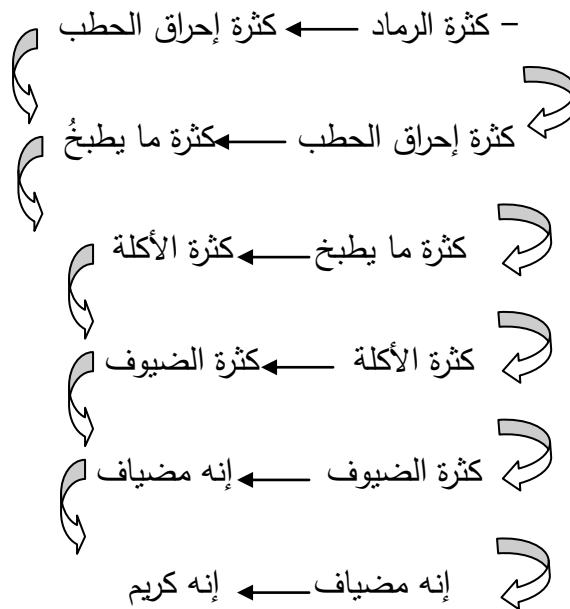 – كثرة الرماد ← كثرة إحراق الحطب
كثرة إحراق الحطب ← كثرة ما يطبخُ
كثرة ما يطبخ ← كثرة الأكلة
كثرة الأكلة ← كثرة الضيوف
كثرة الضيوف ← إنه مضياف
إنه مضياف ← إنه كريم